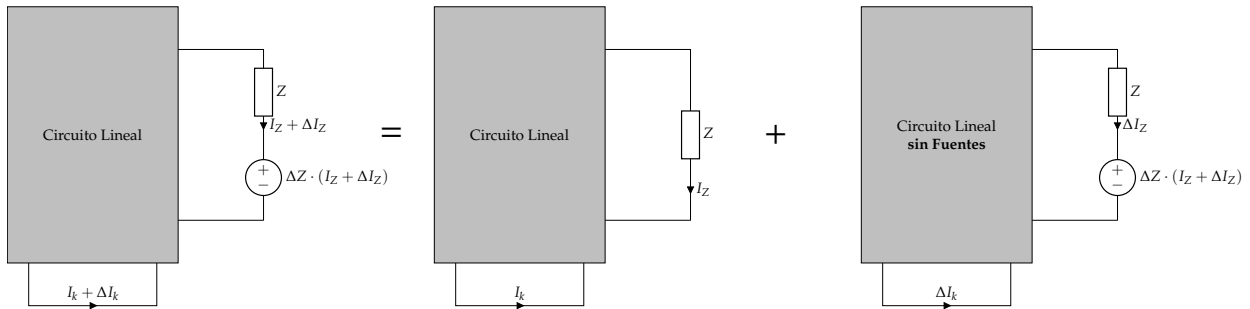 Circuito Lineal
Z
I_Z + ΔI_Z
+
−
ΔZ · (I_Z + ΔI_Z)
I_k + ΔI_k
=
Circuito Lineal
Z
I_Z
I_k
+
Circuito Lineal
sin Fuentes
Z
ΔI_Z
+
−
ΔZ · (I_Z + ΔI_Z)
ΔI_k